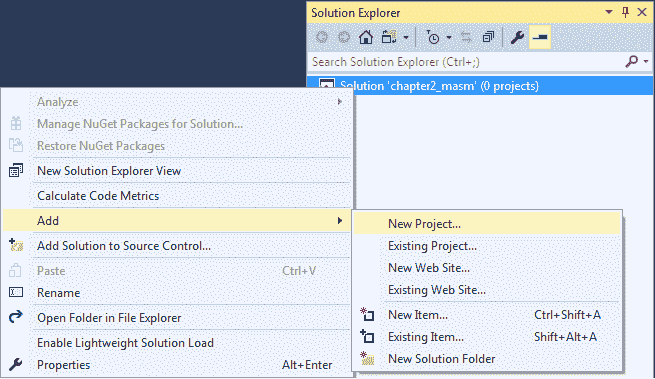 Solution Explorer
Search Solution Explorer (Ctrl+;)
Solution 'chapter2_masm' (0 projects)
Analyze
Manage NuGet Packages for Solution...
Restore NuGet Packages
New Solution Explorer View
Calculate Code Metrics
Add
Add Solution to Source Control...
Paste Ctrl+V
Rename
Open Folder in File Explorer
Enable Lightweight Solution Load
Properties Alt+Enter
New Project...
Existing Project...
New Web Site...
Existing Web Site...
New Item... Ctrl+Shift+A
Existing Item... Shift+Alt+A
New Solution Folder